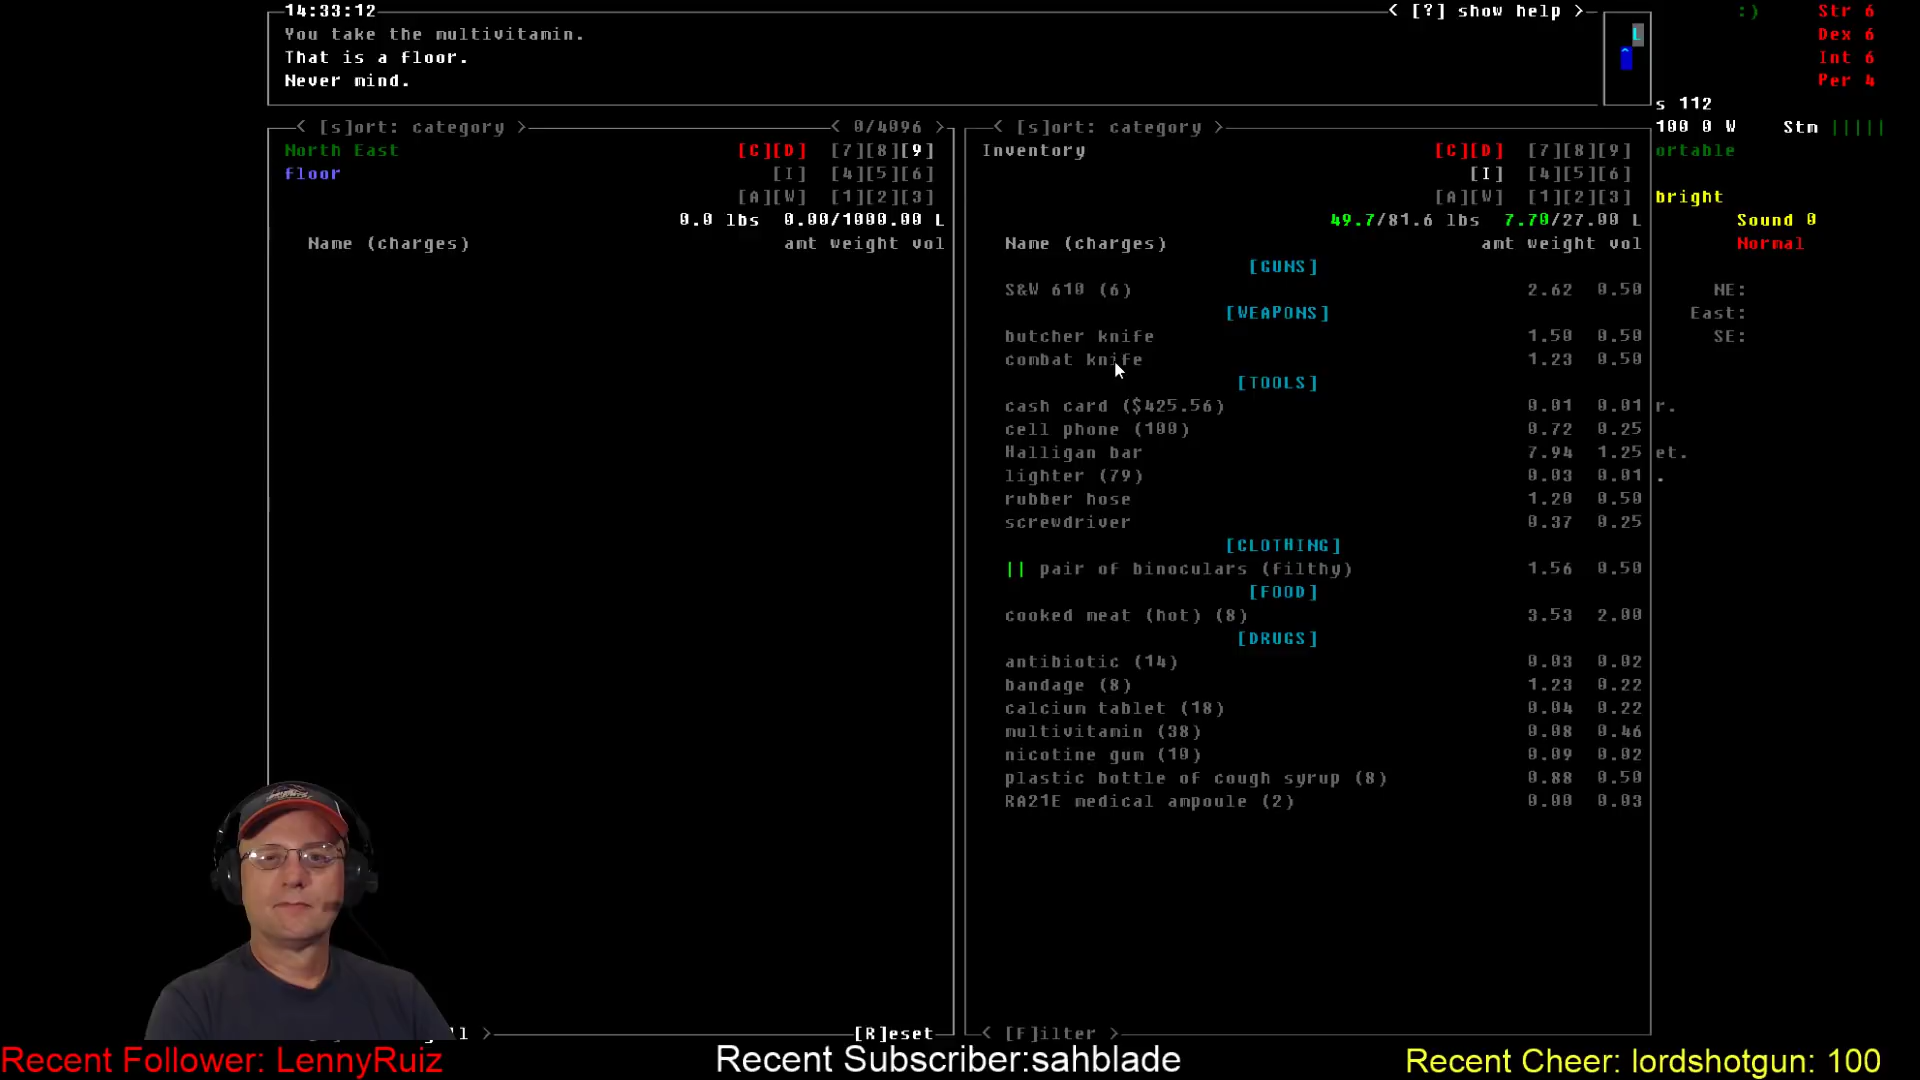 14:33:12 < [?] show help >
You take the multivitamin.
That is a floor.
Never mind.
L
^
:) Str 6
Dex 6
Int 6
Per 4
s 112
100 0 W Stm |||||
ortable
bright
Sound 0
Normal
NE:
East:
SE:
r.
et.
.
< [s]ort: category > < 0/4096 >
North East [C][D] [7][8][9]
floor [I] [4][5][6]
[A][W] [1][2][3]
0.0 lbs 0.00/1000.00 L
Name (charges) amt weight vol
< [s]ort: category >
Inventory [C][D] [7][8][9]
[I] [4][5][6]
[A][W] [1][2][3]
49.7/81.6 lbs 7.70/27.00 L
Name (charges) amt weight vol
[GUNS]
S&W 610 (6) 2.62 0.50
[WEAPONS]
butcher knife 1.50 0.50
combat knife 1.23 0.50
[TOOLS]
cash card ($425.56) 0.01 0.01
cell phone (100) 0.72 0.25
Halligan bar 7.94 1.25
lighter (79) 0.03 0.01
rubber hose 1.20 0.50
screwdriver 0.37 0.25
[CLOTHING]
|| pair of binoculars (filthy) 1.56 0.50
[FOOD]
cooked meat (hot) (8) 3.53 2.00
[DRUGS]
antibiotic (14) 0.03 0.02
bandage (8) 1.23 0.22
calcium tablet (18) 0.04 0.22
multivitamin (38) 0.08 0.46
nicotine gum (10) 0.09 0.02
plastic bottle of cough syrup (8) 0.88 0.50
RA21E medical ampoule (2) 0.00 0.03
ll > [R]eset
< [F]ilter >
Recent Follower: LennyRuiz
Recent Subscriber:sahblade
Recent Cheer: lordshotgun: 100